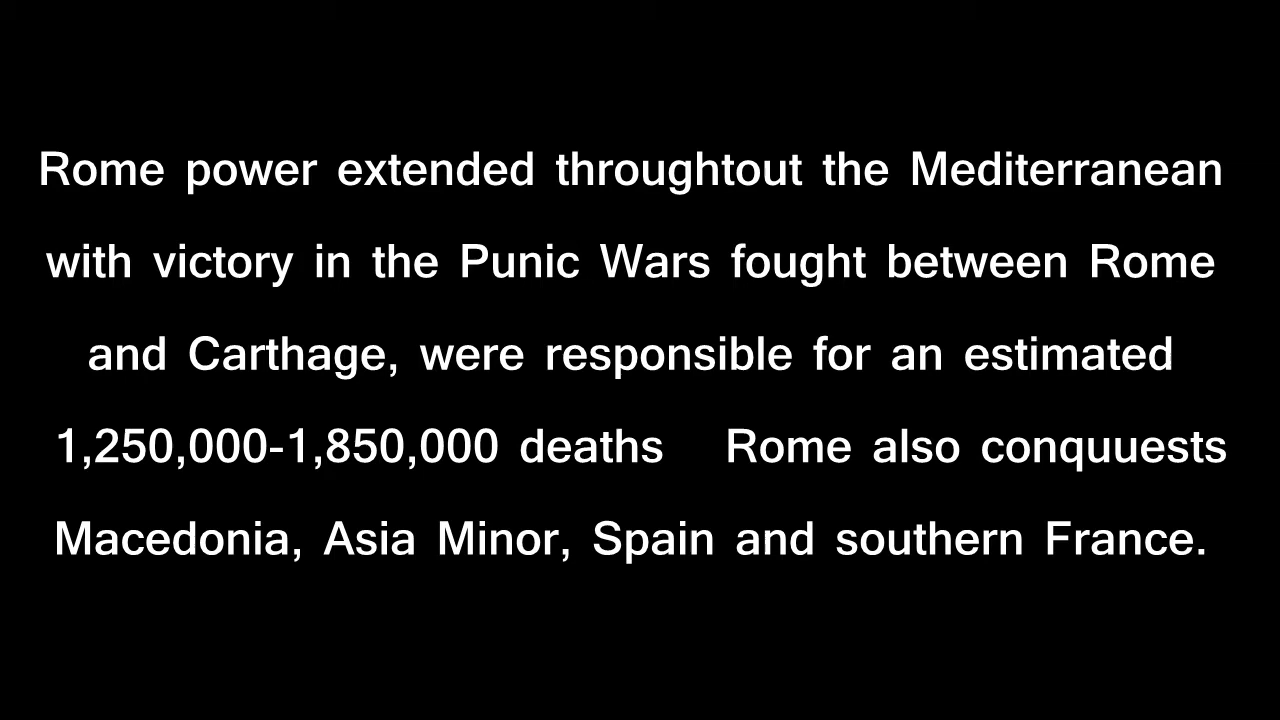 Rome power extended throughtout the Mediterranean
with victory in the Punic Wars fought between Rome
and Carthage, were responsible for an estimated
1,250,000-1,850,000 deaths Rome also conquuests
Macedonia, Asia Minor, Spain and southern France.